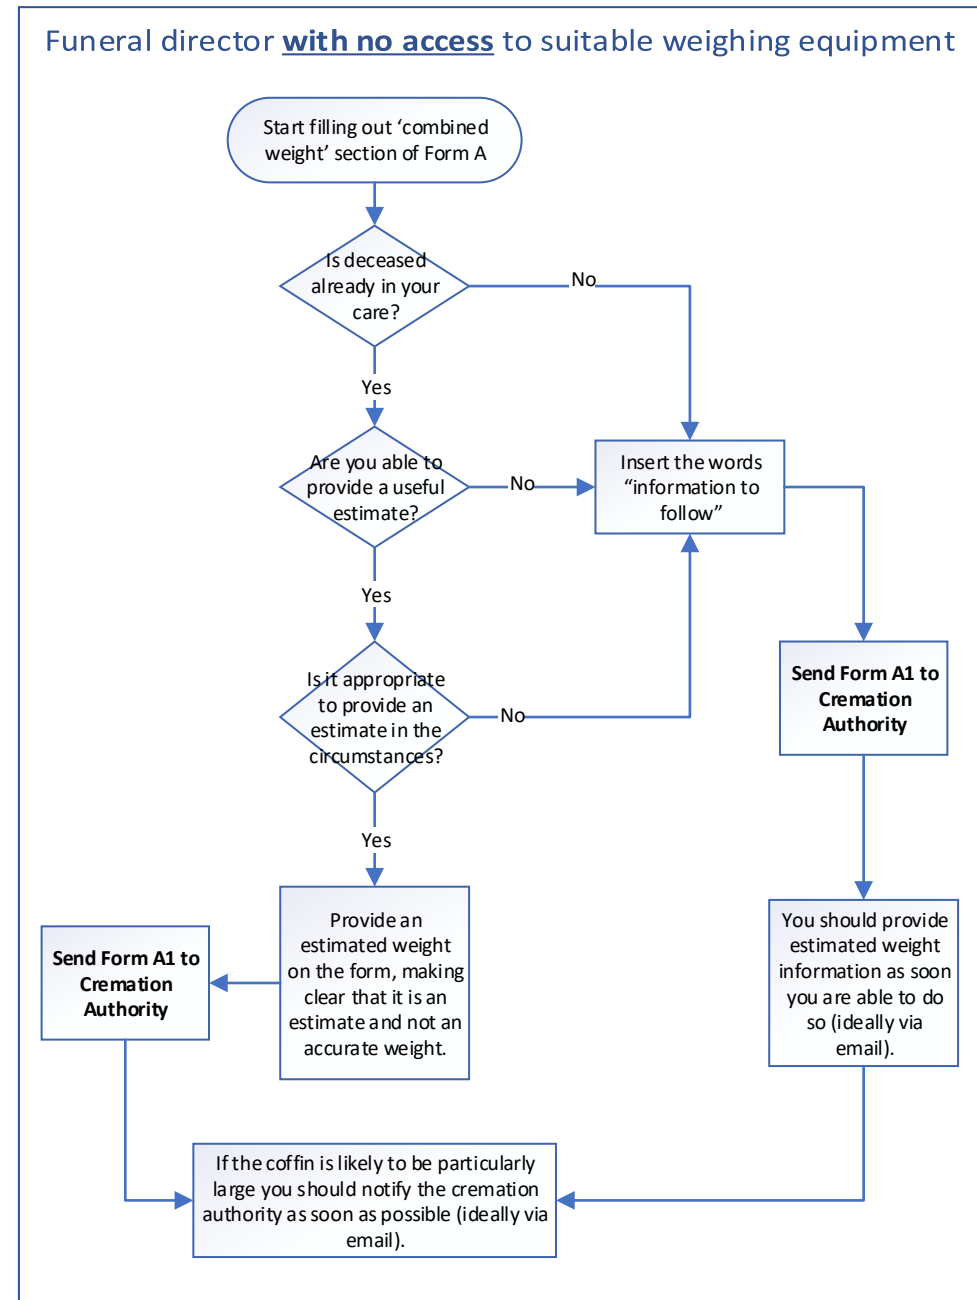 Funeral director with no access to suitable weighing equipment
Start filling out ‘combined
weight’ section of Form A
Is deceased
already in your
care?
No
Yes
Are you able to
provide a useful
estimate?
No
Insert the words
“information to
follow”
Yes
Is it appropriate
to provide an
estimate in the
circumstances?
No
Send Form A1 to
Cremation
Authority
Yes
Provide an
estimated weight
on the form, making
clear that it is an
estimate and not an
accurate weight.
Send Form A1 to
Cremation
Authority
You should provide
estimated weight
information as soon
you are able to do
so (ideally via
email).
If the coffin is likely to be particularly
large you should notify the cremation
authority as soon as possible (ideally via
email).